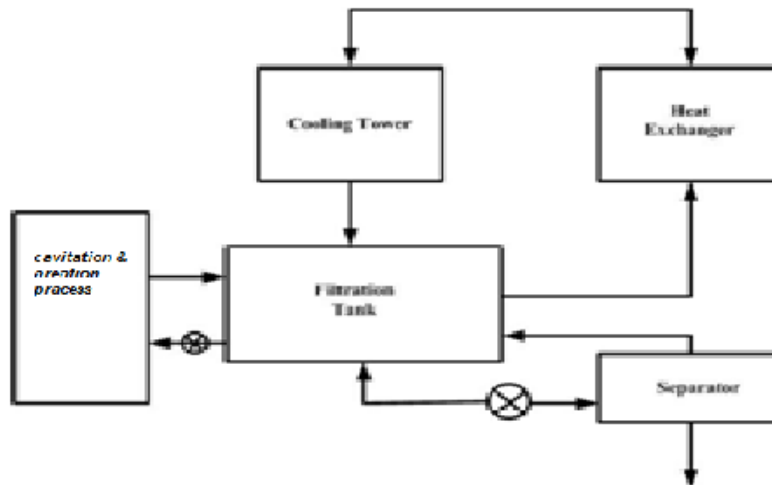 Cooling Tower
Heat
Exchanger
cavitation &
process
Filtration
Tank
Separator